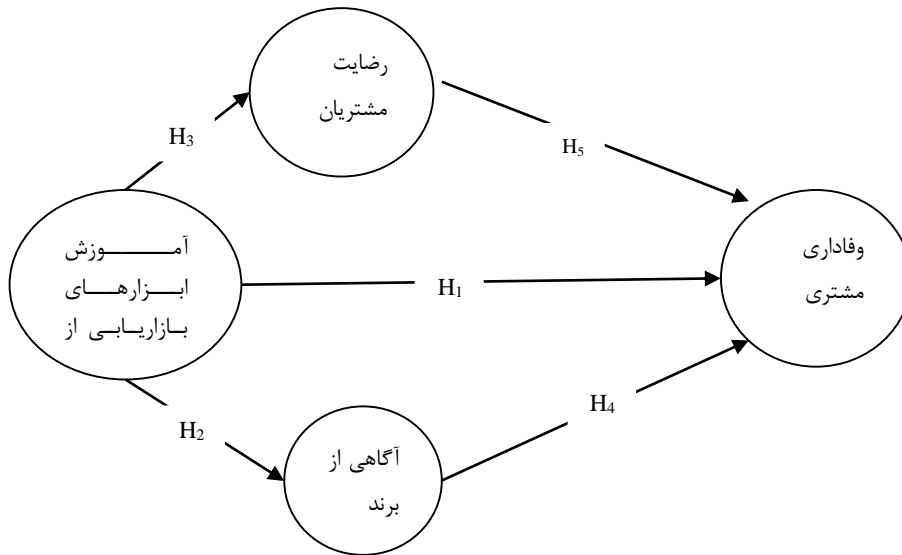 رضایت
مشتریان
H3
H5
آمـــــــوزش
ابـــزارهـــای
بـازاریـابـی از
H1
وفاداری
مشتری
H2
H4
آگاهی از
برند